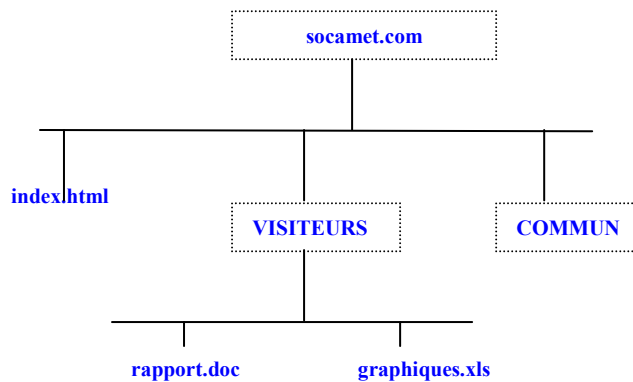 socamet.com
index.html
VISITEURS
COMMUN
rapport.doc
graphiques.xls